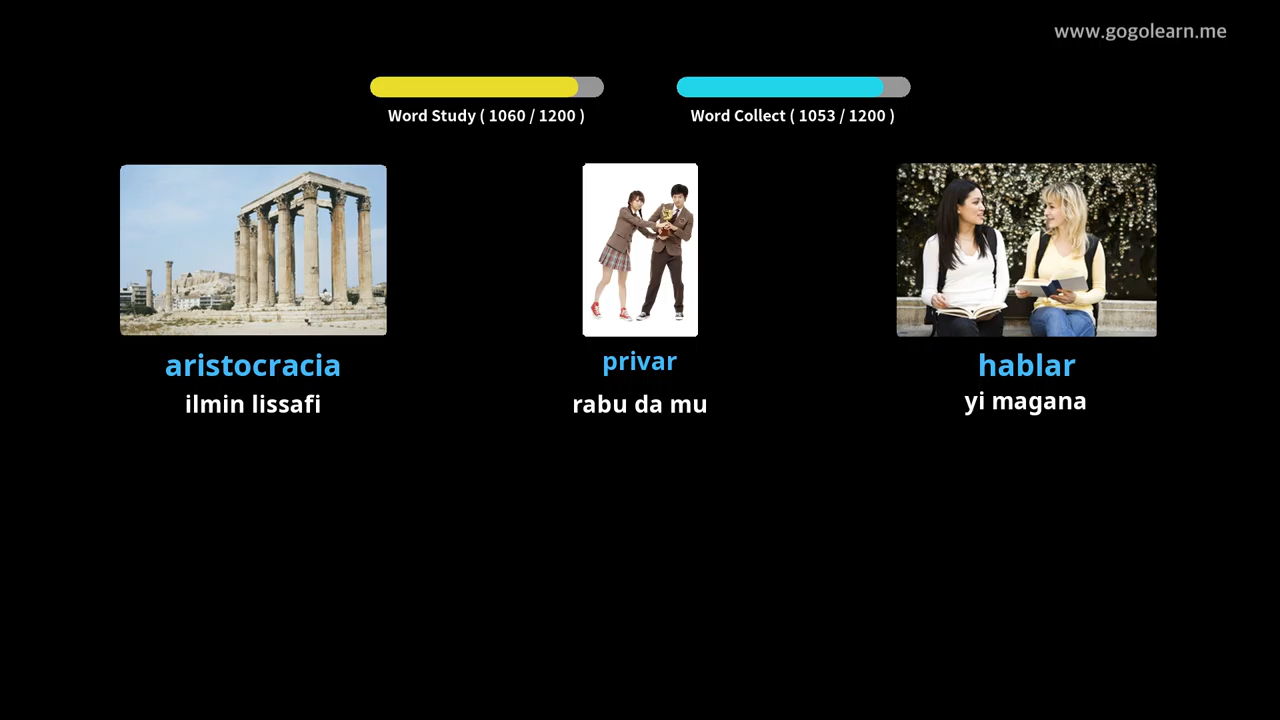 www.gogolearn.me
Word Study ( 1060 / 1200 )
Word Collect ( 1053 / 1200 )
aristocracia
ilmin lissafi
privar
rabu da mu
hablar
yi magana